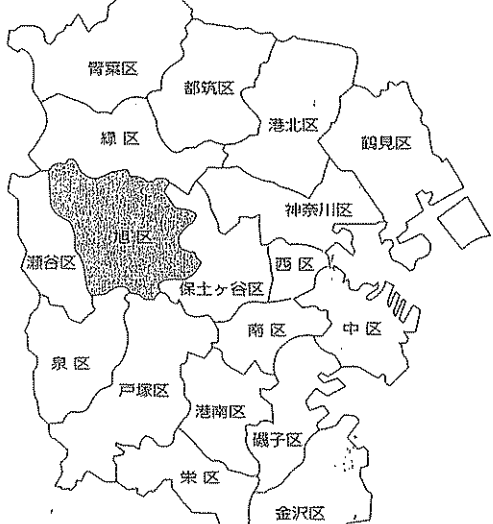 青葉区
都筑区
港北区
鶴見区
緑 区
神奈川区
旭 区
瀬谷区
西 区
保土ヶ谷区
南 区
中 区
泉 区
戸塚区
港南区
磯子区
栄 区
金沢区